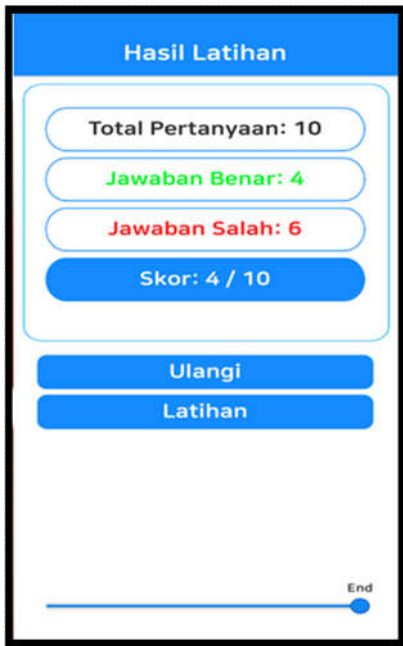 Hasil Latihan
Total Pertanyaan: 10
Jawaban Benar: 4
Jawaban Salah: 6
Skor: 4 / 10
Ulangi
Latihan
End